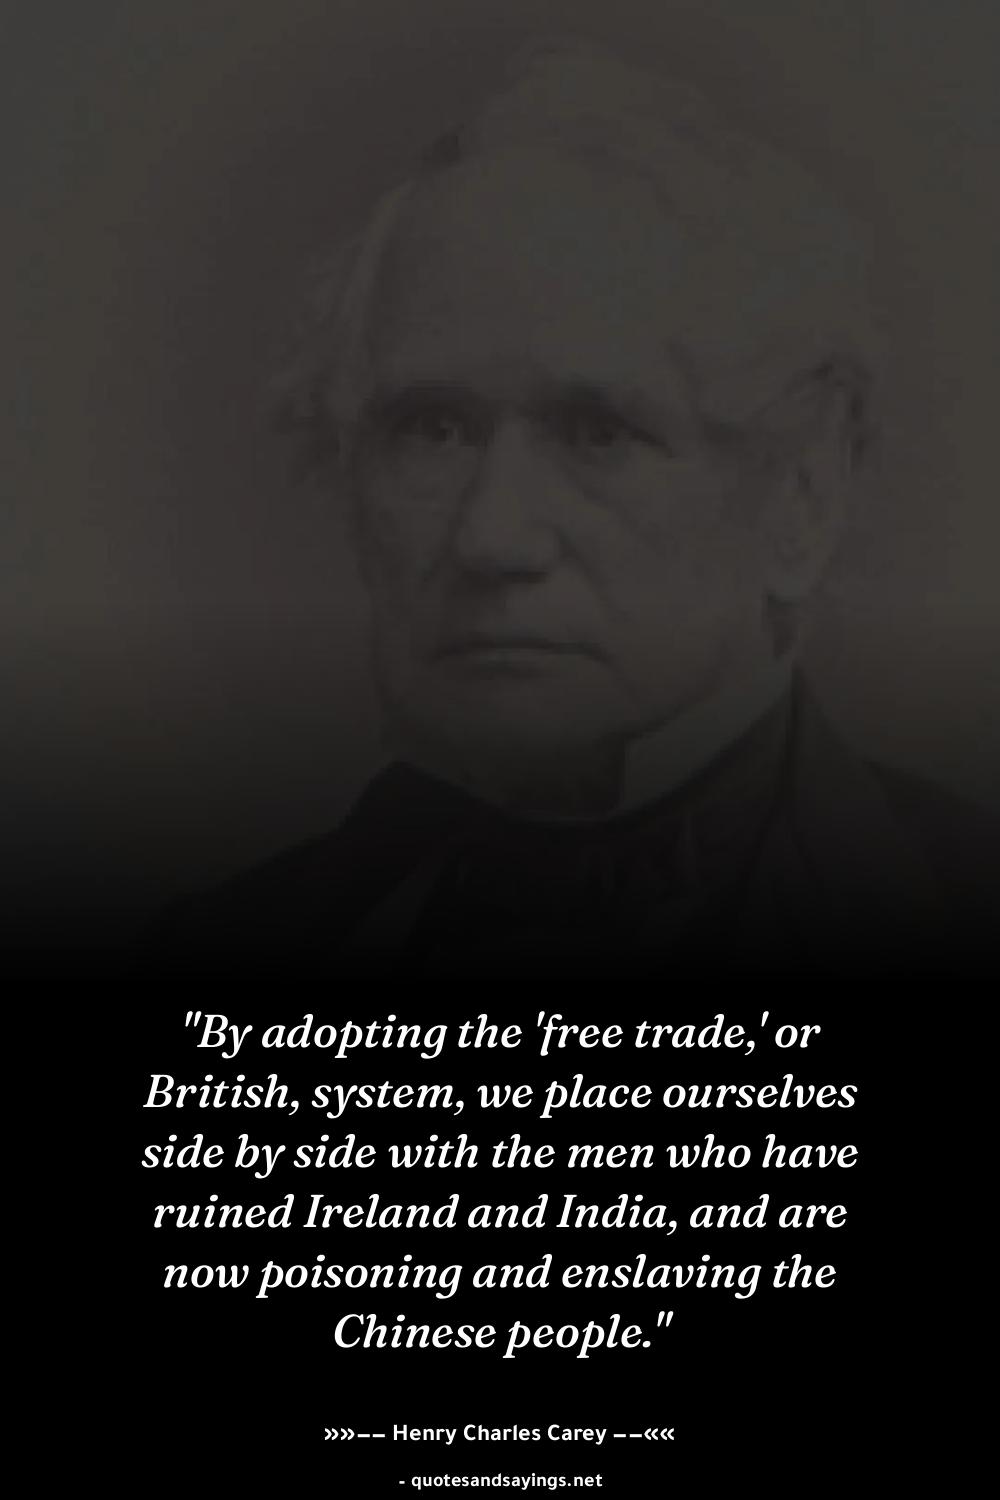 "By adopting the 'free trade,' or
British, system, we place ourselves
side by side with the men who have
ruined Ireland and India, and are
now poisoning and enslaving the
Chinese people."
»»–– Henry Charles Carey ––««
- quotesandsayings.net